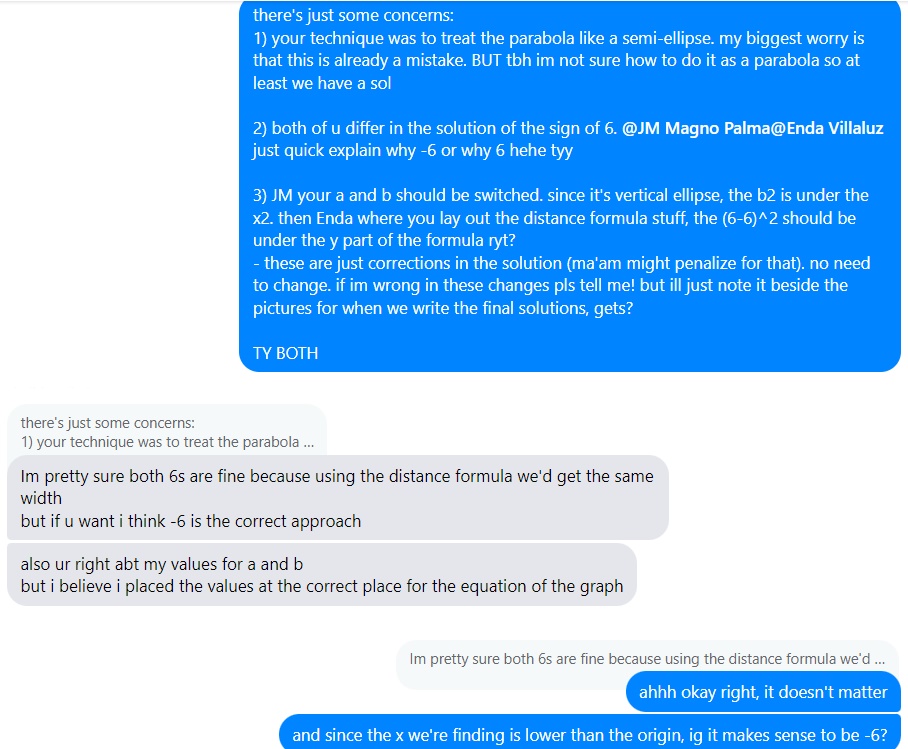 there's just some concerns:
1) your technique was to treat the parabola like a semi-ellipse. my biggest worry is
that this is already a mistake. BUT tbh im not sure how to do it as a parabola so at
least we have a sol
2) both of u differ in the solution of the sign of 6. @JM Magno Palma@Enda Villaluz
just quick explain why -6 or why 6 hehe tyy
3) JM your a and b should be switched. since it's vertical ellipse, the b2 is under the
x2. then Enda where you lay out the distance formula stuff, the (6-6)^2 should be
under the y part of the formula ryt?
- these are just corrections in the solution (ma'am might penalize for that). no need
to change. if im wrong in these changes pls tell me! but ill just note it beside the
pictures for when we write the final solutions, gets?
TY BOTH
there's just some concerns:
1) your technique was to treat the parabola ...
Im pretty sure both 6s are fine because using the distance formula we'd get the same
width
but if u want i think -6 is the correct approach
also ur right abt my values for a and b
but i believe i placed the values at the correct place for the equation of the graph
Im pretty sure both 6s are fine because using the distance formula we'd ...
ahhh okay right, it doesn't matter
and since the x we're finding is lower than the origin, ig it makes sense to be -6?